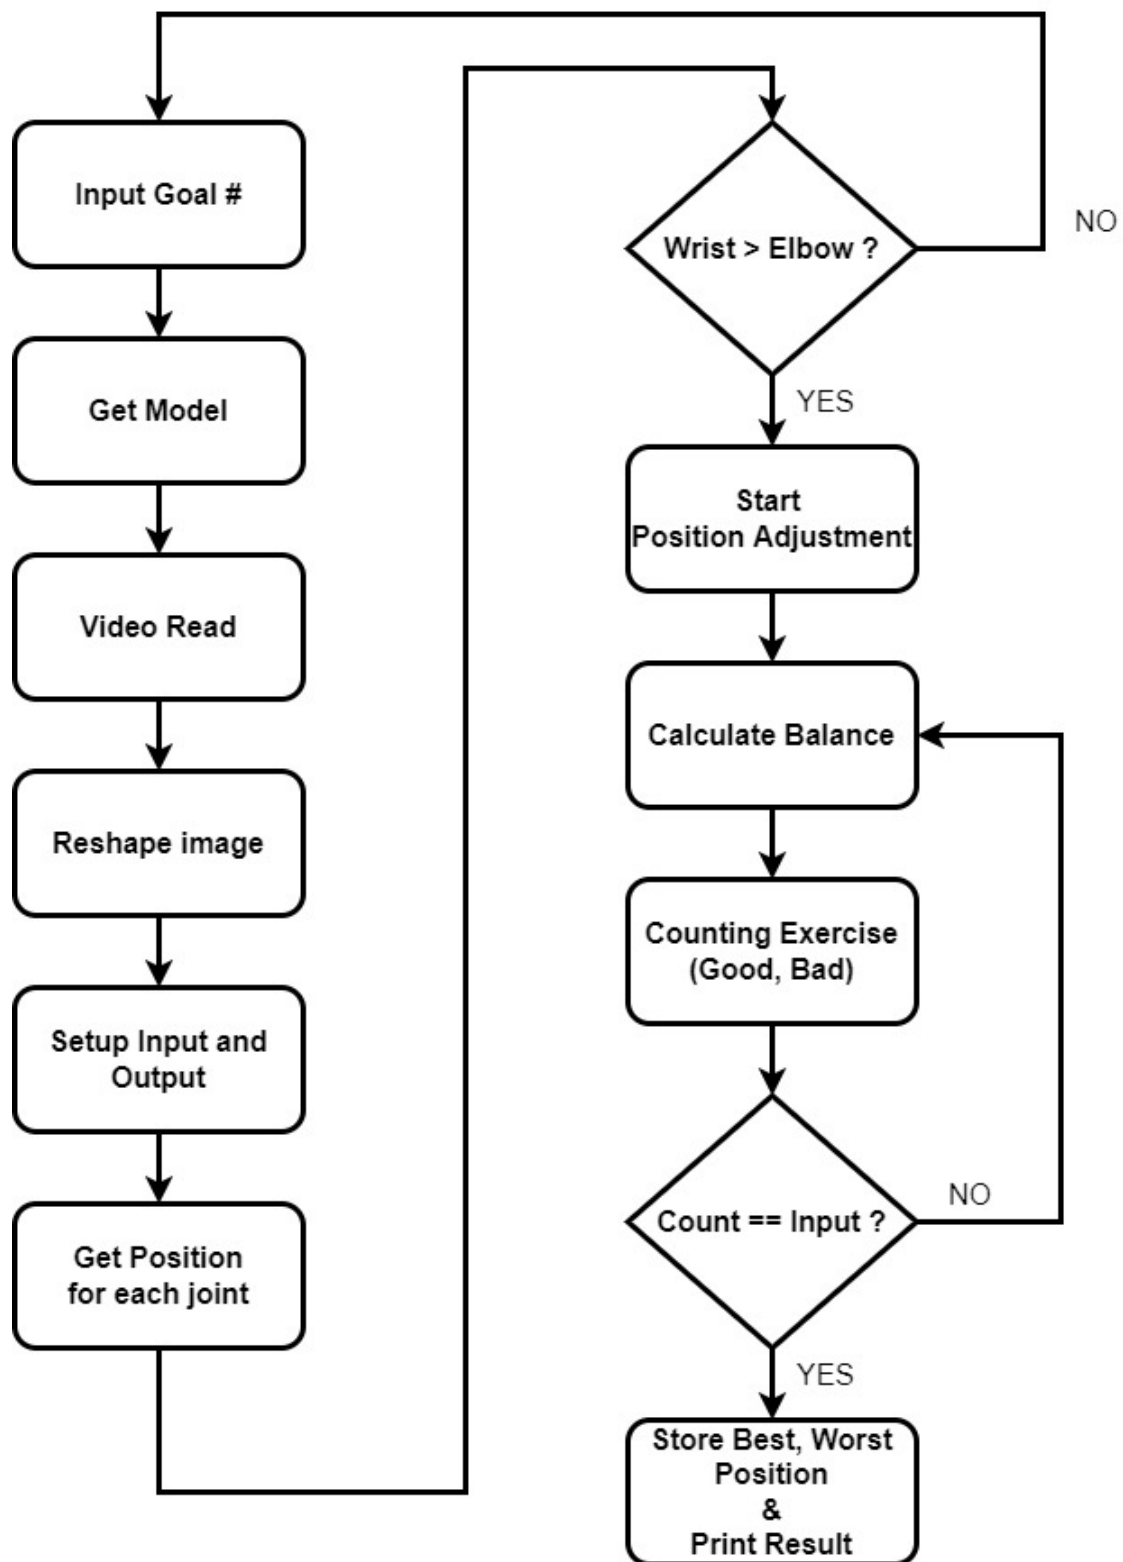 Input Goal #
Get Model
Video Read
Reshape image
Setup Input and
Output
Get Position
for each joint
Wrist > Elbow ?
NO
YES
Start
Position Adjustment
Calculate Balance
Counting Exercise
(Good, Bad)
Count == Input ?
NO
YES
Store Best, Worst
Position
&
Print Result